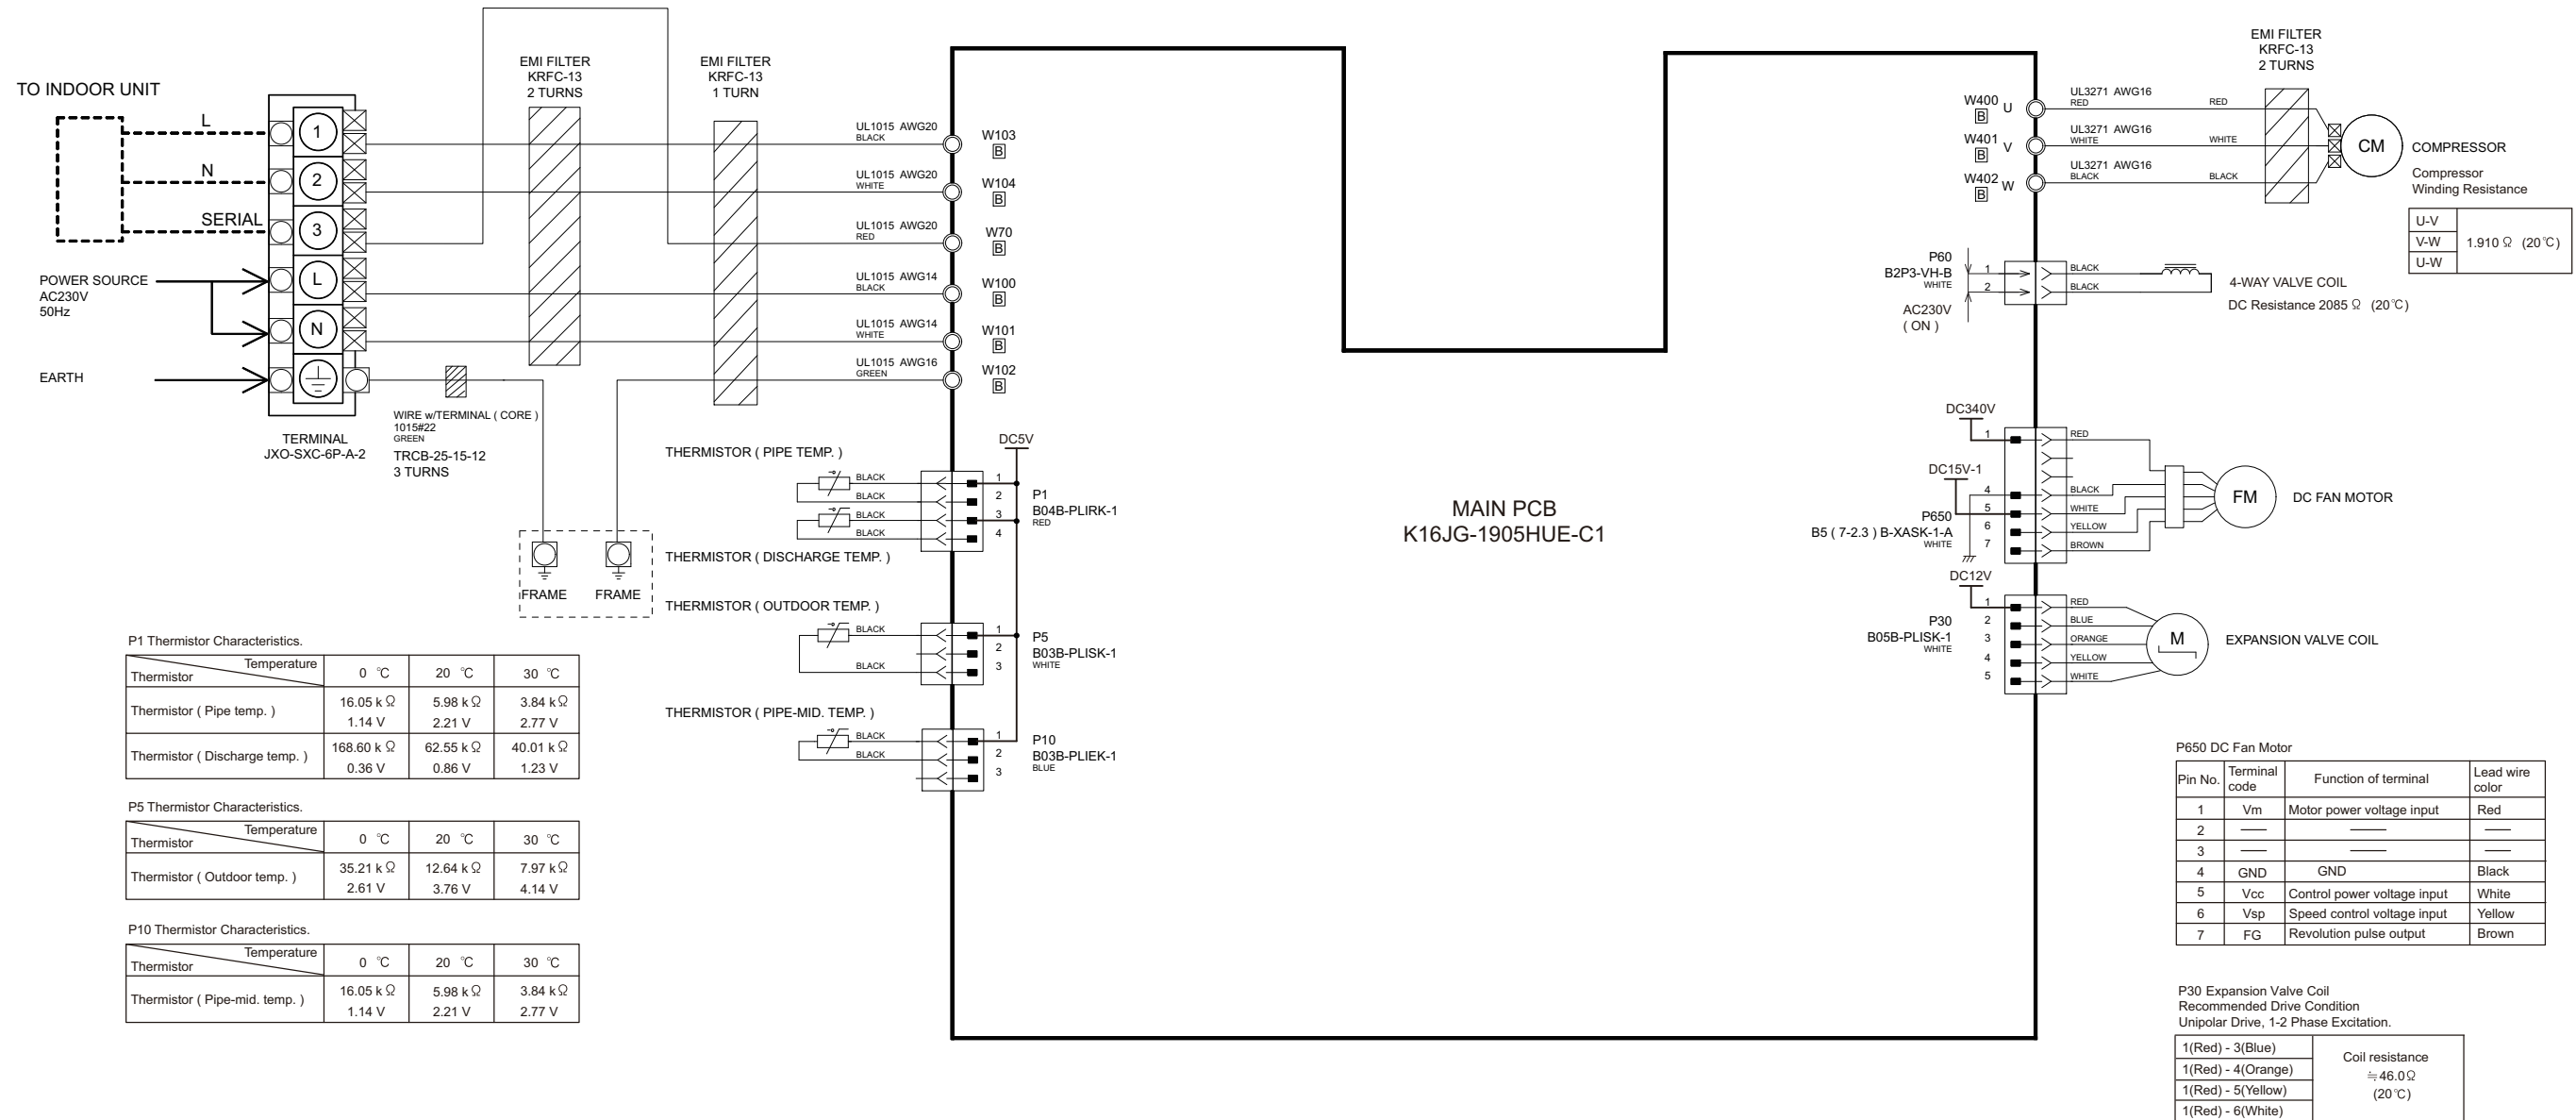 TO INDOOR UNIT
L
N
SERIAL
POWER SOURCE
AC230V
50Hz
EARTH
1
2
3
L
N
TERMINAL
JXO-SXC-6P-A-2
WIRE w/TERMINAL ( CORE )
1015#22
GREEN
TRCB-25-15-12
3 TURNS
EMI FILTER
KRFC-13
2 TURNS
EMI FILTER
KRFC-13
1 TURN
UL1015 AWG20
BLACK
W103
B
UL1015 AWG20
WHITE
W104
B
UL1015 AWG20
RED
W70
B
UL1015 AWG14
BLACK
W100
B
UL1015 AWG14
WHITE
W101
B
UL1015 AWG16
GREEN
W102
B
FRAME
FRAME
DC5V
THERMISTOR ( PIPE TEMP. )
BLACK
BLACK
BLACK
BLACK
1
2
3
4
P1
B04B-PLIRK-1
RED
THERMISTOR ( DISCHARGE TEMP. )
THERMISTOR ( OUTDOOR TEMP. )
BLACK
BLACK
1
2
3
P5
B03B-PLISK-1
WHITE
THERMISTOR ( PIPE-MID. TEMP. )
BLACK
BLACK
1
2
3
P10
B03B-PLIEK-1
BLUE
MAIN PCB
K16JG-1905HUE-C1
EMI FILTER
KRFC-13
2 TURNS
W400 U
B
UL3271 AWG16
RED
RED
W401 V
B
UL3271 AWG16
WHITE
WHITE
W402 W
B
UL3271 AWG16
BLACK
BLACK
CM
COMPRESSOR
Compressor
Winding Resistance
U-V
V-W
U-W
1.910 Ω (20℃)
P60
B2P3-VH-B
WHITE
1
2
AC230V
( ON )
BLACK
BLACK
4-WAY VALVE COIL
DC Resistance 2085 Ω (20℃)
DC340V
1
DC15V-1
4
5
6
7
P650
B5 ( 7-2.3 ) B-XASK-1-A
WHITE
RED
BLACK
WHITE
YELLOW
BROWN
FM
DC FAN MOTOR
DC12V
1
2
3
4
5
P30
B05B-PLISK-1
WHITE
RED
BLUE
ORANGE
YELLOW
WHITE
M
EXPANSION VALVE COIL
P1 Thermistor Characteristics.
Temperature
Thermistor
0 ℃ 20 ℃ 30 ℃
Thermistor ( Pipe temp. )
16.05 k Ω 5.98 k Ω 3.84 k Ω
1.14 V 2.21 V 2.77 V
Thermistor ( Discharge temp. )
168.60 k Ω 62.55 k Ω 40.01 k Ω
0.36 V 0.86 V 1.23 V
P5 Thermistor Characteristics.
Temperature
Thermistor
0 ℃ 20 ℃ 30 ℃
Thermistor ( Outdoor temp. )
35.21 k Ω 12.64 k Ω 7.97 k Ω
2.61 V 3.76 V 4.14 V
P10 Thermistor Characteristics.
Temperature
Thermistor
0 ℃ 20 ℃ 30 ℃
Thermistor ( Pipe-mid. temp. )
16.05 k Ω 5.98 k Ω 3.84 k Ω
1.14 V 2.21 V 2.77 V
P650 DC Fan Motor
Pin No. Terminal code Function of terminal Lead wire color
1 Vm Motor power voltage input Red
2 — — —
3 — — —
4 GND GND Black
5 Vcc Control power voltage input White
6 Vsp Speed control voltage input Yellow
7 FG Revolution pulse output Brown
P30 Expansion Valve Coil
Recommended Drive Condition
Unipolar Drive, 1-2 Phase Excitation.
1(Red) - 3(Blue)
1(Red) - 4(Orange)
1(Red) - 5(Yellow)
1(Red) - 6(White)
Coil resistance
≒46.0Ω
(20℃)